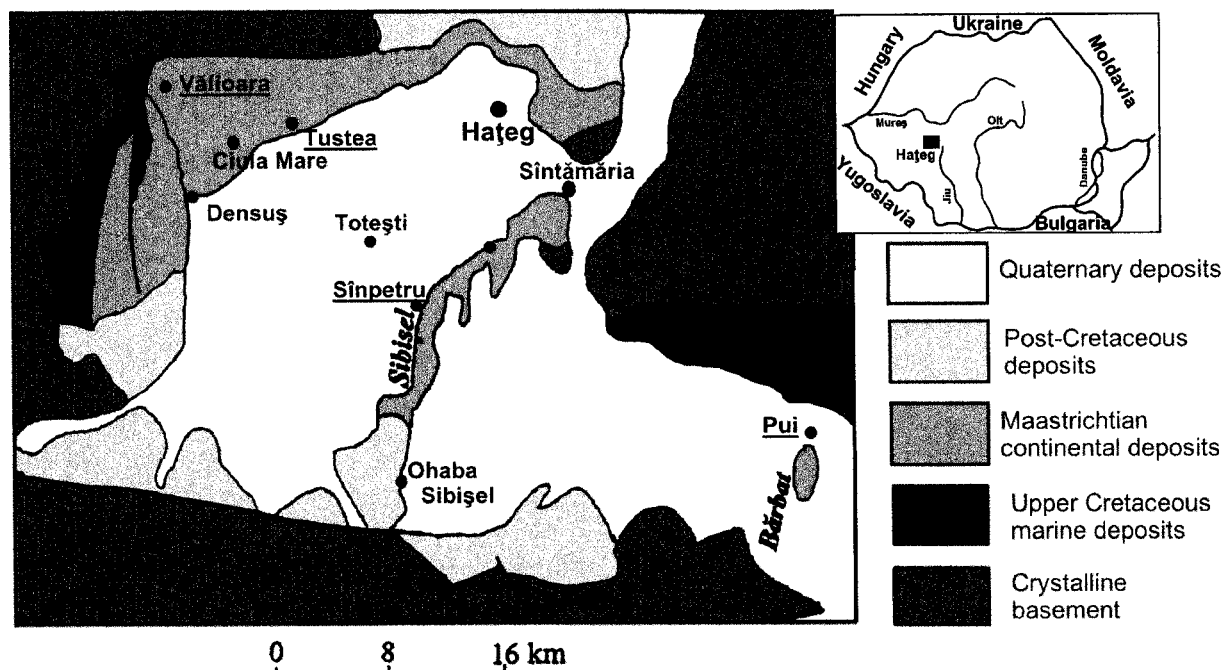 Vălioara
Tustea
Ciula Mare
Haţeg
Sîntămăria
Densuş
Toteşti
Sînpetru
Sibisel
Pui
Ohaba
Sibişel
Bărbat
0 8 16 km
Ukraine
Hungary
Moldavia
Mureş
Olt
Haţeg
Jiu
Danube
Yugoslavia
Bulgaria
Quaternary deposits
Post-Cretaceous
deposits
Maastrichtian
continental deposits
Upper Cretaceous
marine deposits
Crystalline
basement